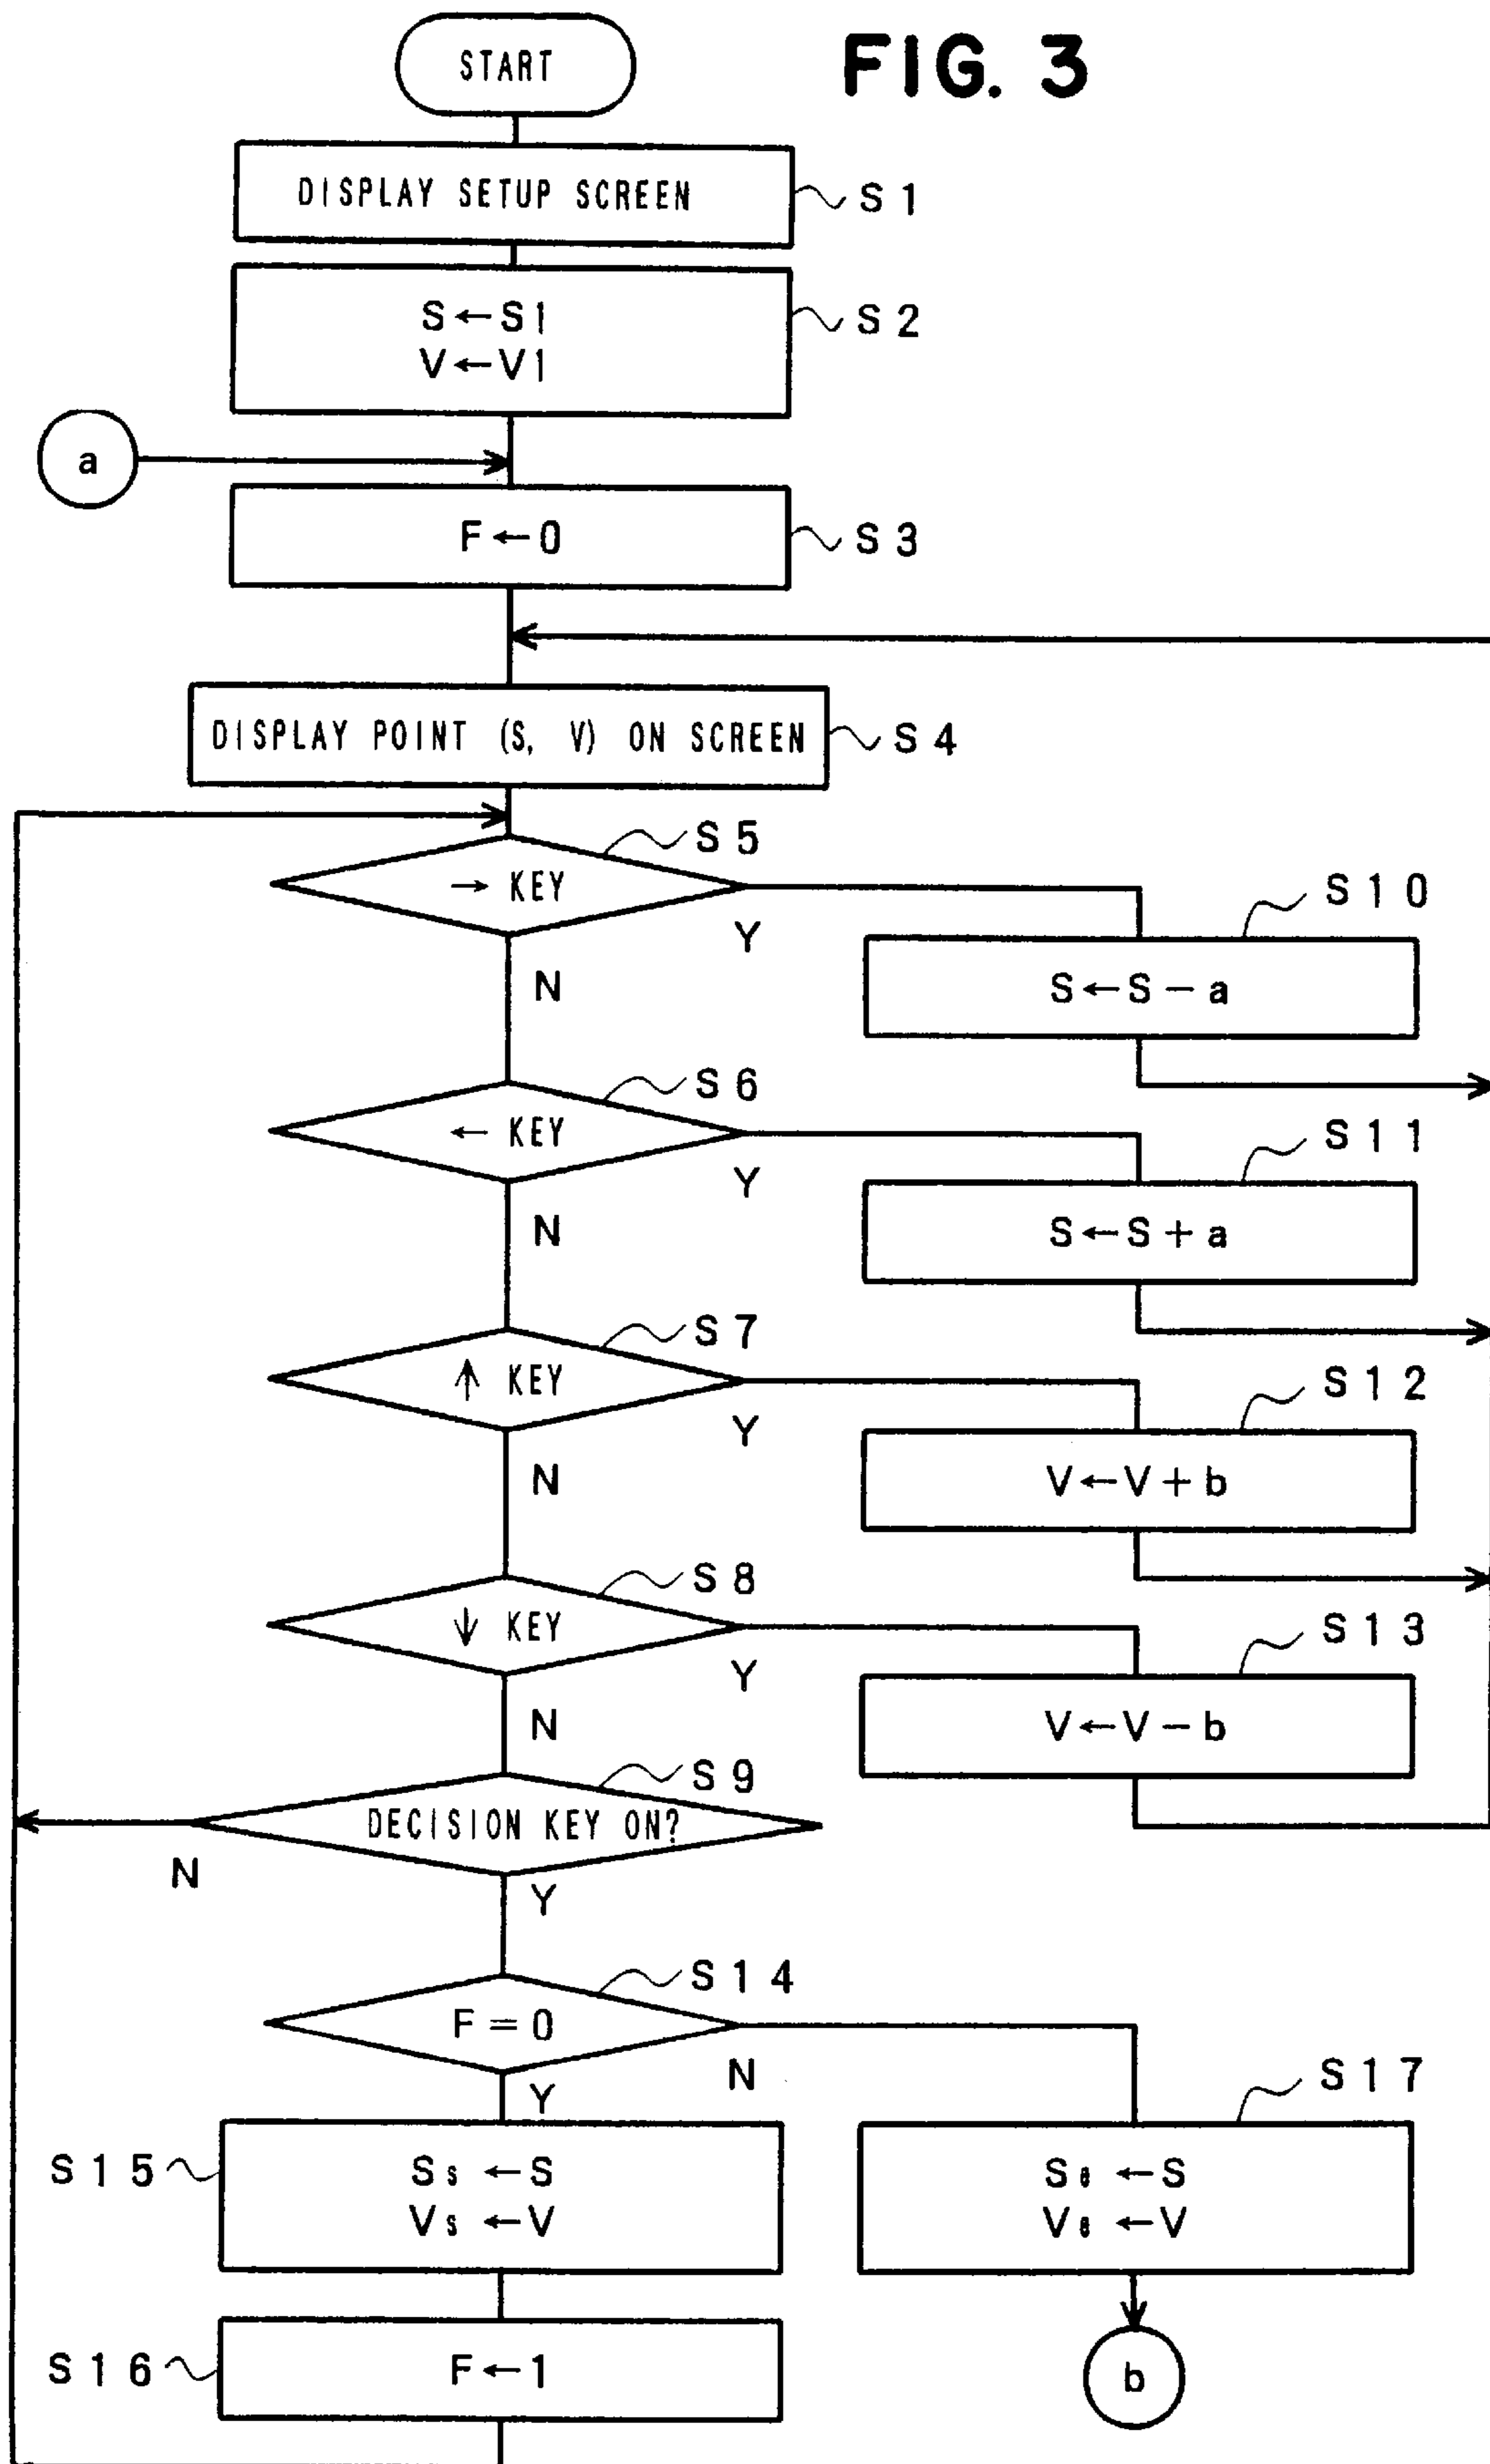 FIG. 3
START
DISPLAY SETUP SCREEN
S1
S←S1
V←V1
S2
a
F←0
S3
DISPLAY POINT (S, V) ON SCREEN
S4
→ KEY
S5
Y
N
S←S−a
S10
← KEY
S6
Y
N
S←S+a
S11
↑ KEY
S7
Y
N
V←V+b
S12
↓ KEY
S8
Y
N
V←V−b
S13
DECISION KEY ON?
S9
N
Y
F=0
S14
N
Y
S15
Ss ←S
Vs ←V
S17
Se ←S
Ve ←V
S16
F←1
b